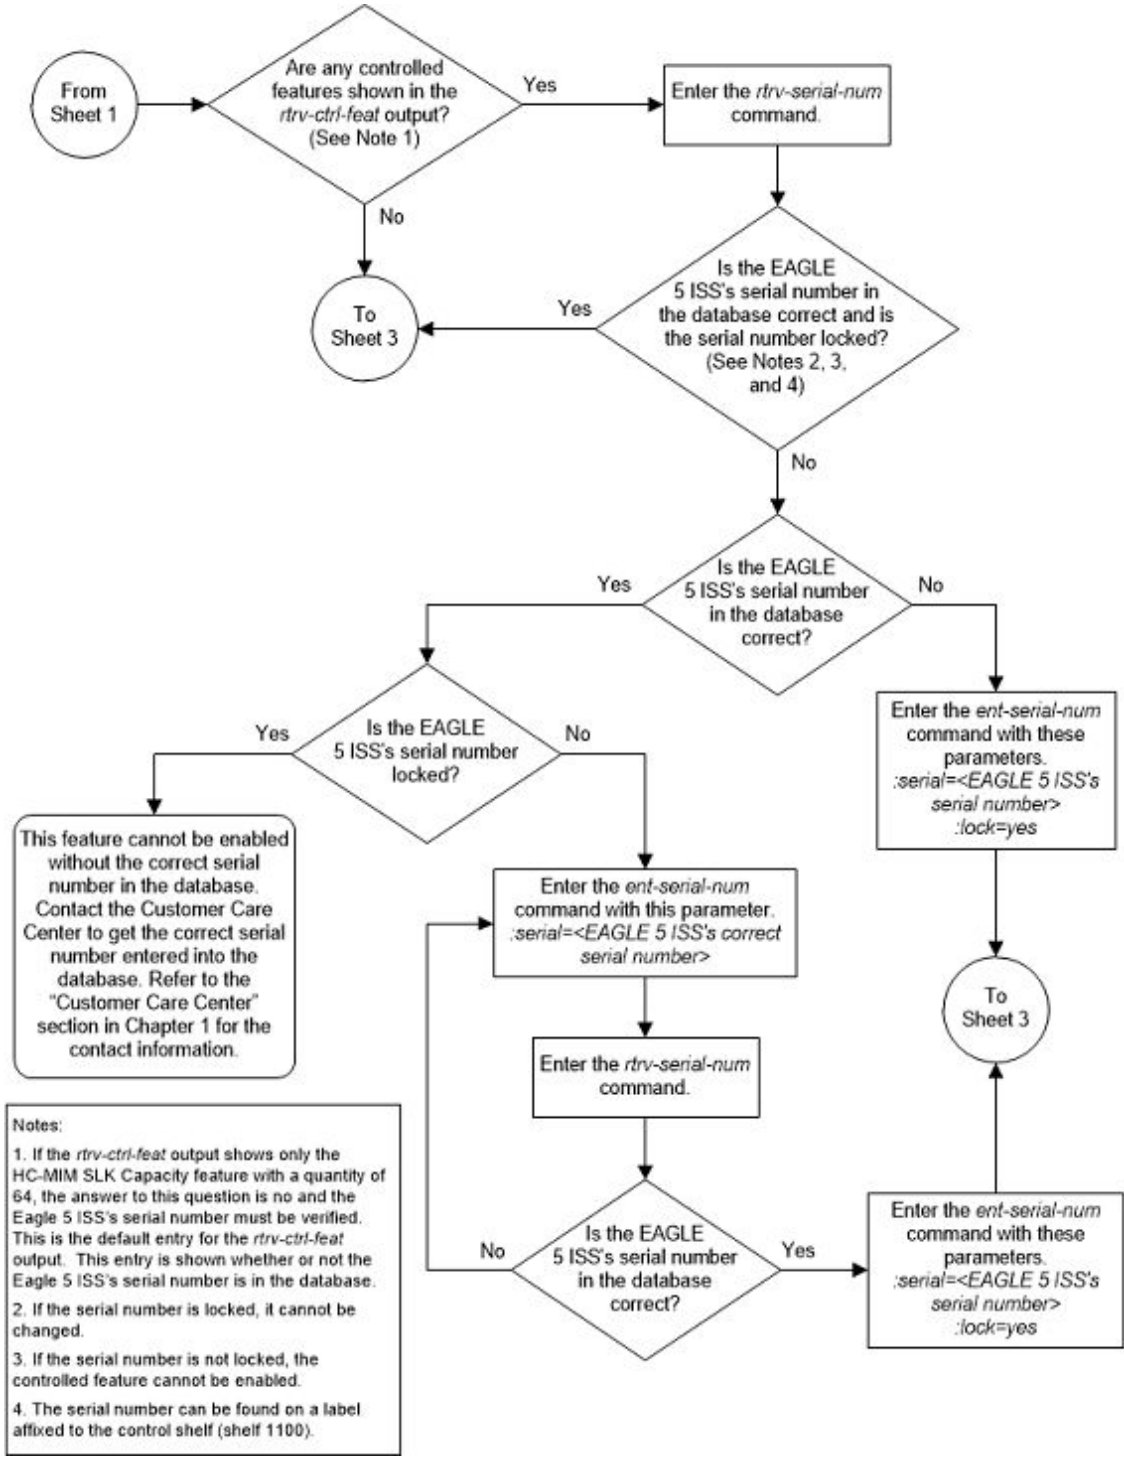 From
Sheet 1
Are any controlled
features shown in the
rtrv-ctrl-feat output?
(See Note 1)
Yes
Enter the rtrv-serial-num
command.
No
To
Sheet 3
Yes
Is the EAGLE
5 ISS's serial number in
the database correct and is
the serial number locked?
(See Notes 2, 3,
and 4)
No
Yes
Is the EAGLE
5 ISS's serial number
in the database
correct?
No
Yes
Is the EAGLE
5 ISS's serial number
locked?
No
Enter the ent-serial-num
command with these
parameters.
:serial=<EAGLE 5 ISS's
serial number>
:lock=yes
This feature cannot be enabled
without the correct serial
number in the database.
Contact the Customer Care
Center to get the correct serial
number entered into the
database. Refer to the
"Customer Care Center"
section in Chapter 1 for the
contact information.
Enter the ent-serial-num
command with this parameter.
:serial=<EAGLE 5 ISS's correct
serial number>
To
Sheet 3
Enter the rtrv-serial-num
command.
No
Is the EAGLE
5 ISS's serial number
in the database
correct?
Yes
Enter the ent-serial-num
command with these
parameters.
:serial=<EAGLE 5 ISS's
serial number>
:lock=yes
Notes:
1. If the rtrv-ctrl-feat output shows only the
HC-MIM SLK Capacity feature with a quantity of
64, the answer to this question is no and the
Eagle 5 ISS's serial number must be verified.
This is the default entry for the rtrv-ctrl-feat
output. This entry is shown whether or not the
Eagle 5 ISS's serial number is in the database.
2. If the serial number is locked, it cannot be
changed.
3. If the serial number is not locked, the
controlled feature cannot be enabled.
4. The serial number can be found on a label
affixed to the control shelf (shelf 1100).